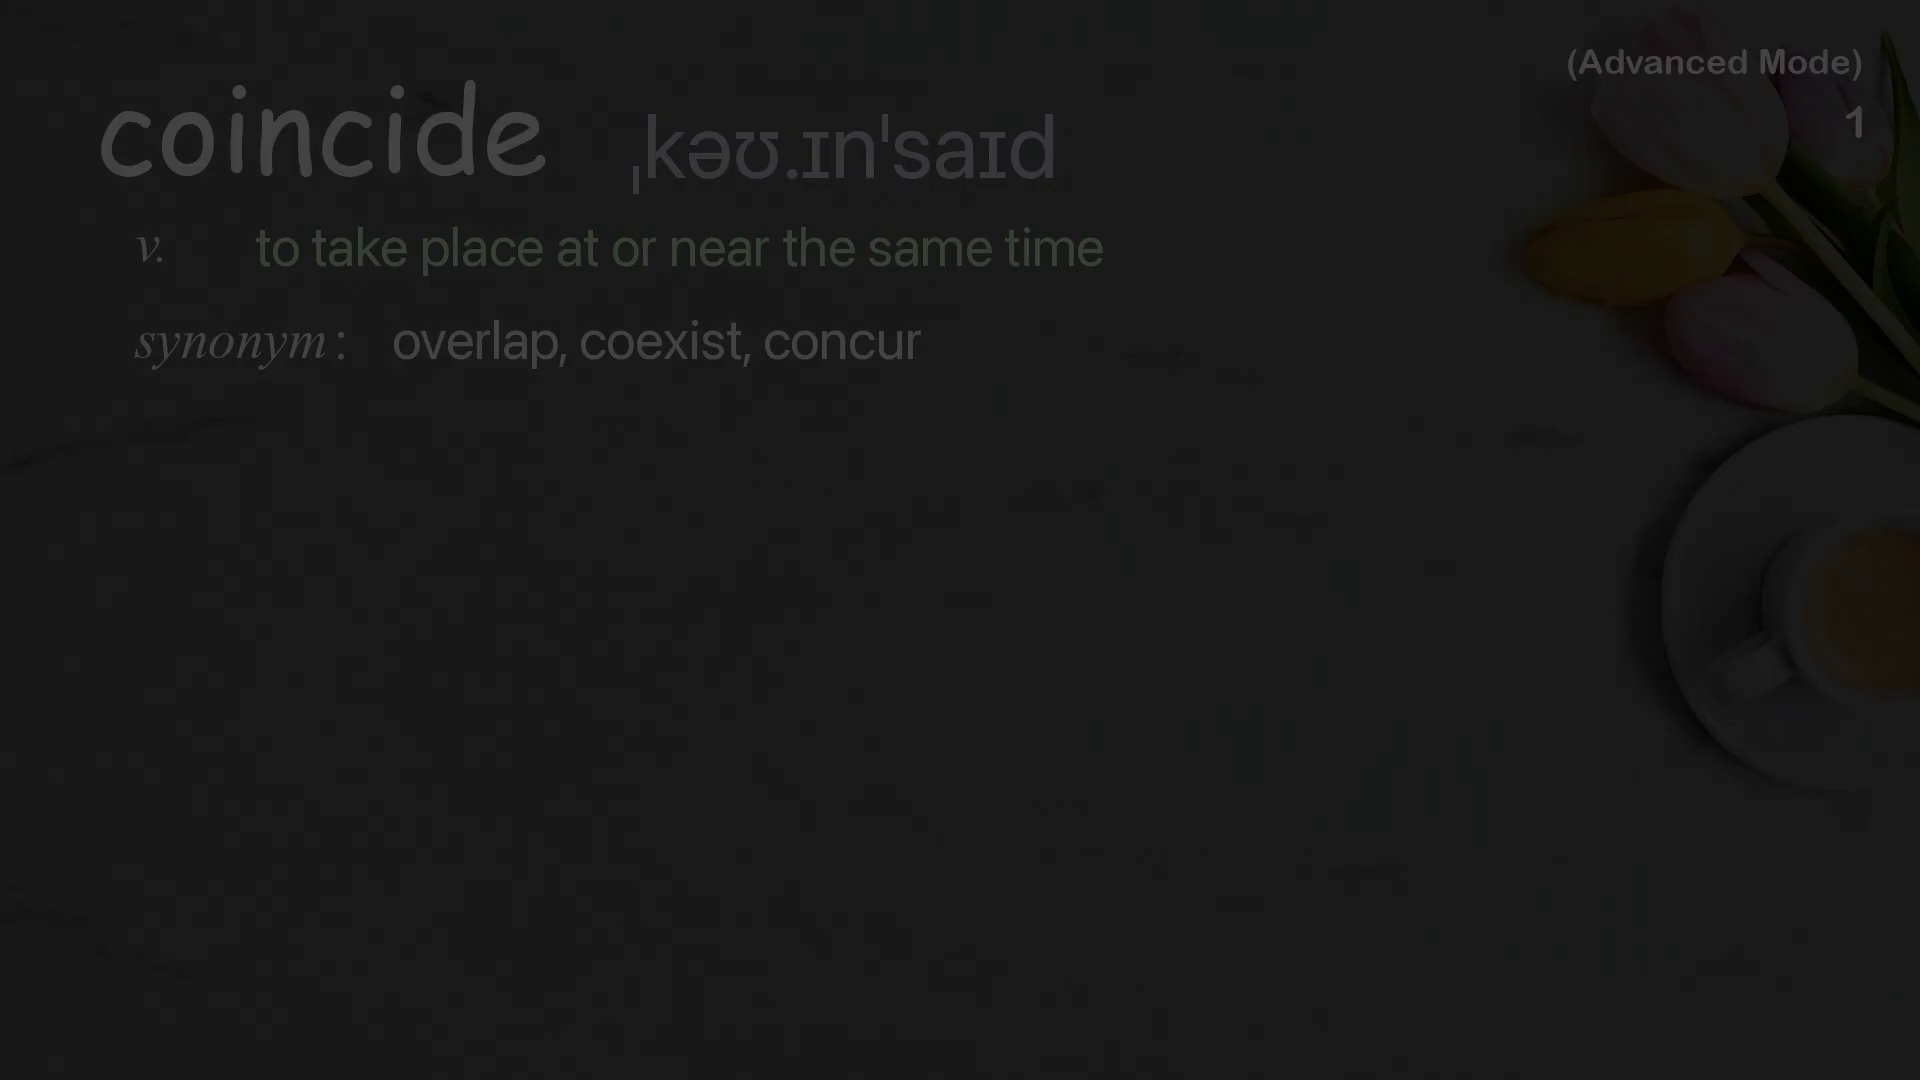 (Advanced Mode)
1
coincide ˌkəʊ.ɪnˈsaɪd
v. to take place at or near the same time
synonym : overlap, coexist, concur